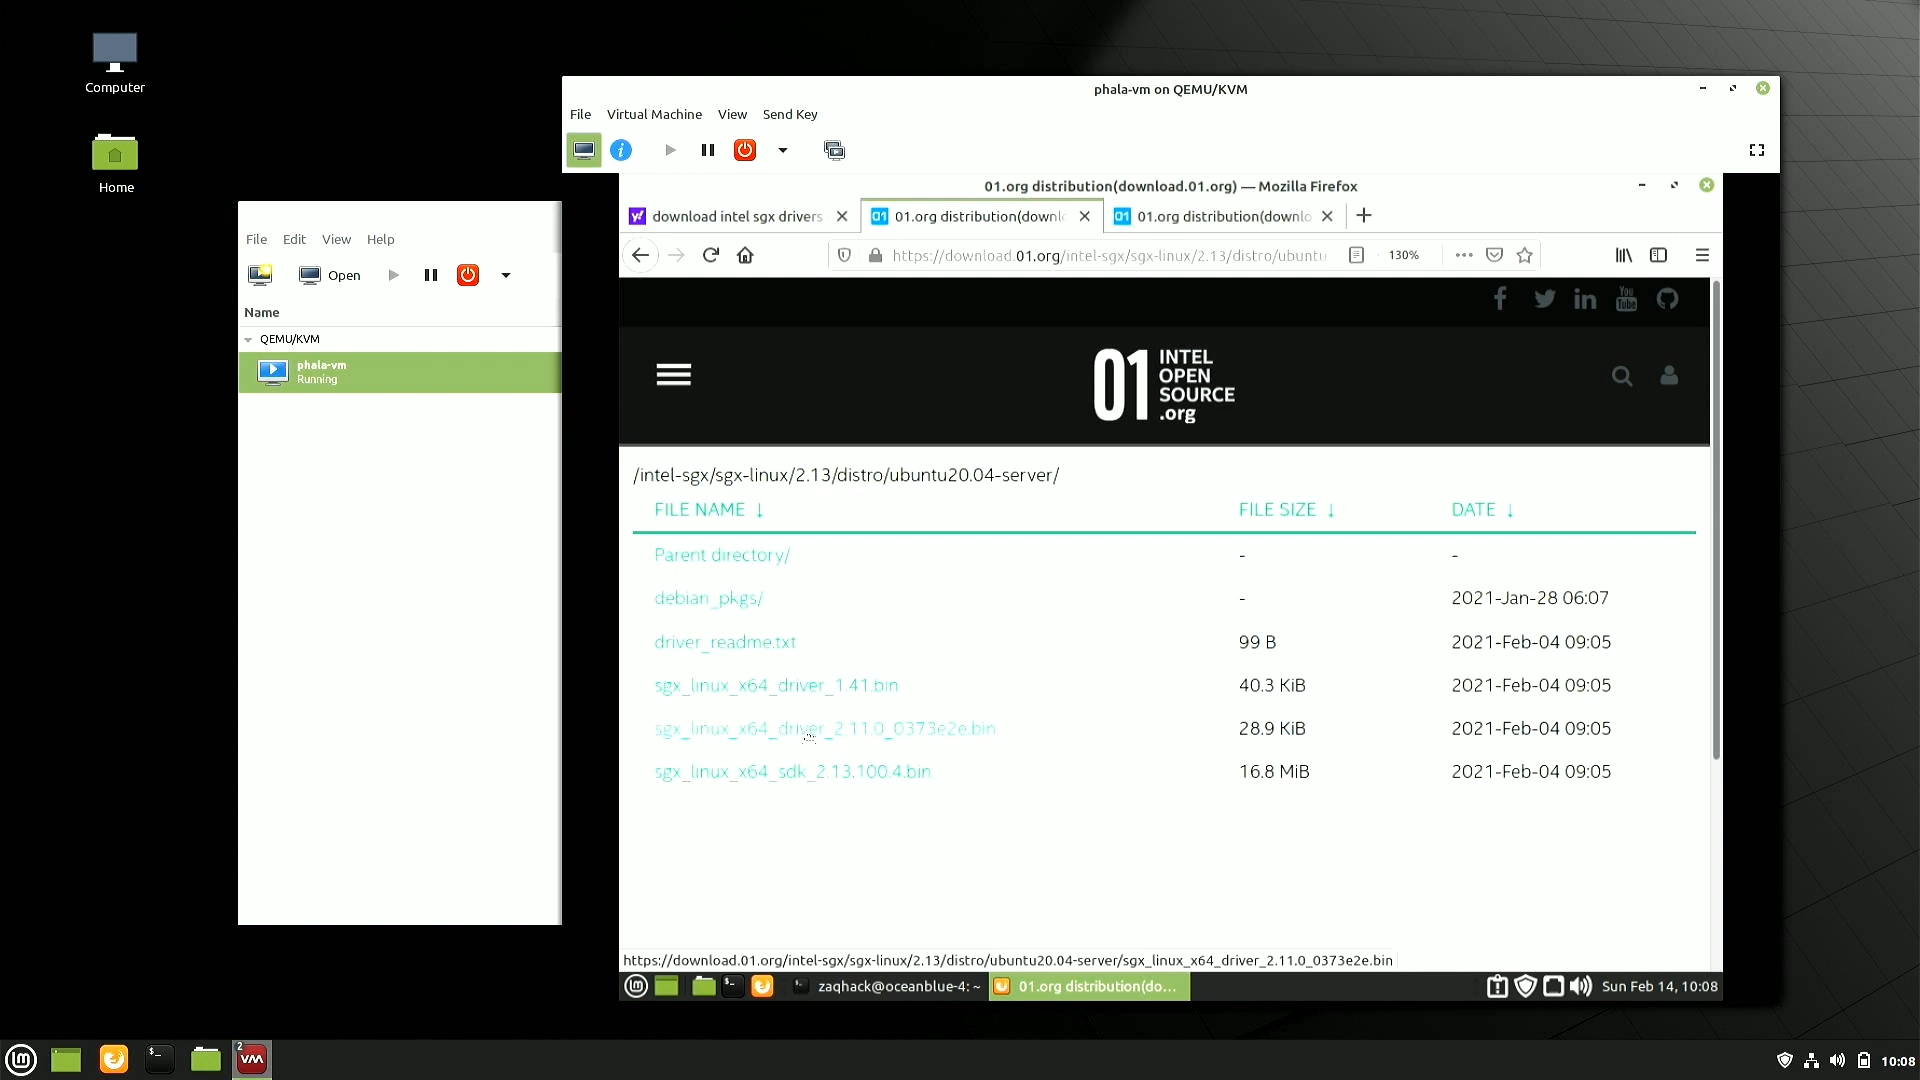 Computer
Home
phala-vm on QEMU/KVM
File Virtual Machine View Send Key
File Edit View Help
Open
Name
QEMU/KVM
phala-vm
Running
01.org distribution(download.01.org) — Mozilla Firefox
download intel sgx drivers
01.org distribution(downl
01.org distribution(downlo
https://download.01.org/intel-sgx/sgx-linux/2.13/distro/ubuntu
130%
You
Tube
01 INTEL
OPEN
SOURCE
.org
/intel-sgx/sgx-linux/2.13/distro/ubuntu20.04-server/
FILE NAME ↓ FILE SIZE ↓ DATE ↓
Parent directory/ - -
debian_pkgs/ - 2021-Jan-28 06:07
driver_readme.txt 99 B 2021-Feb-04 09:05
sgx_linux_x64_driver_1.41.bin 40.3 KiB 2021-Feb-04 09:05
sgx_linux_x64_driver_2.11.0_0373e2e.bin 28.9 KiB 2021-Feb-04 09:05
sgx_linux_x64_sdk_2.13.100.4.bin 16.8 MiB 2021-Feb-04 09:05
https://download.01.org/intel-sgx/sgx-linux/2.13/distro/ubuntu20.04-server/sgx_linux_x64_driver_2.11.0_0373e2e.bin
zaqhack@oceanblue-4: ~
01.org distribution(do...
Sun Feb 14, 10:08
2
VM
10:08